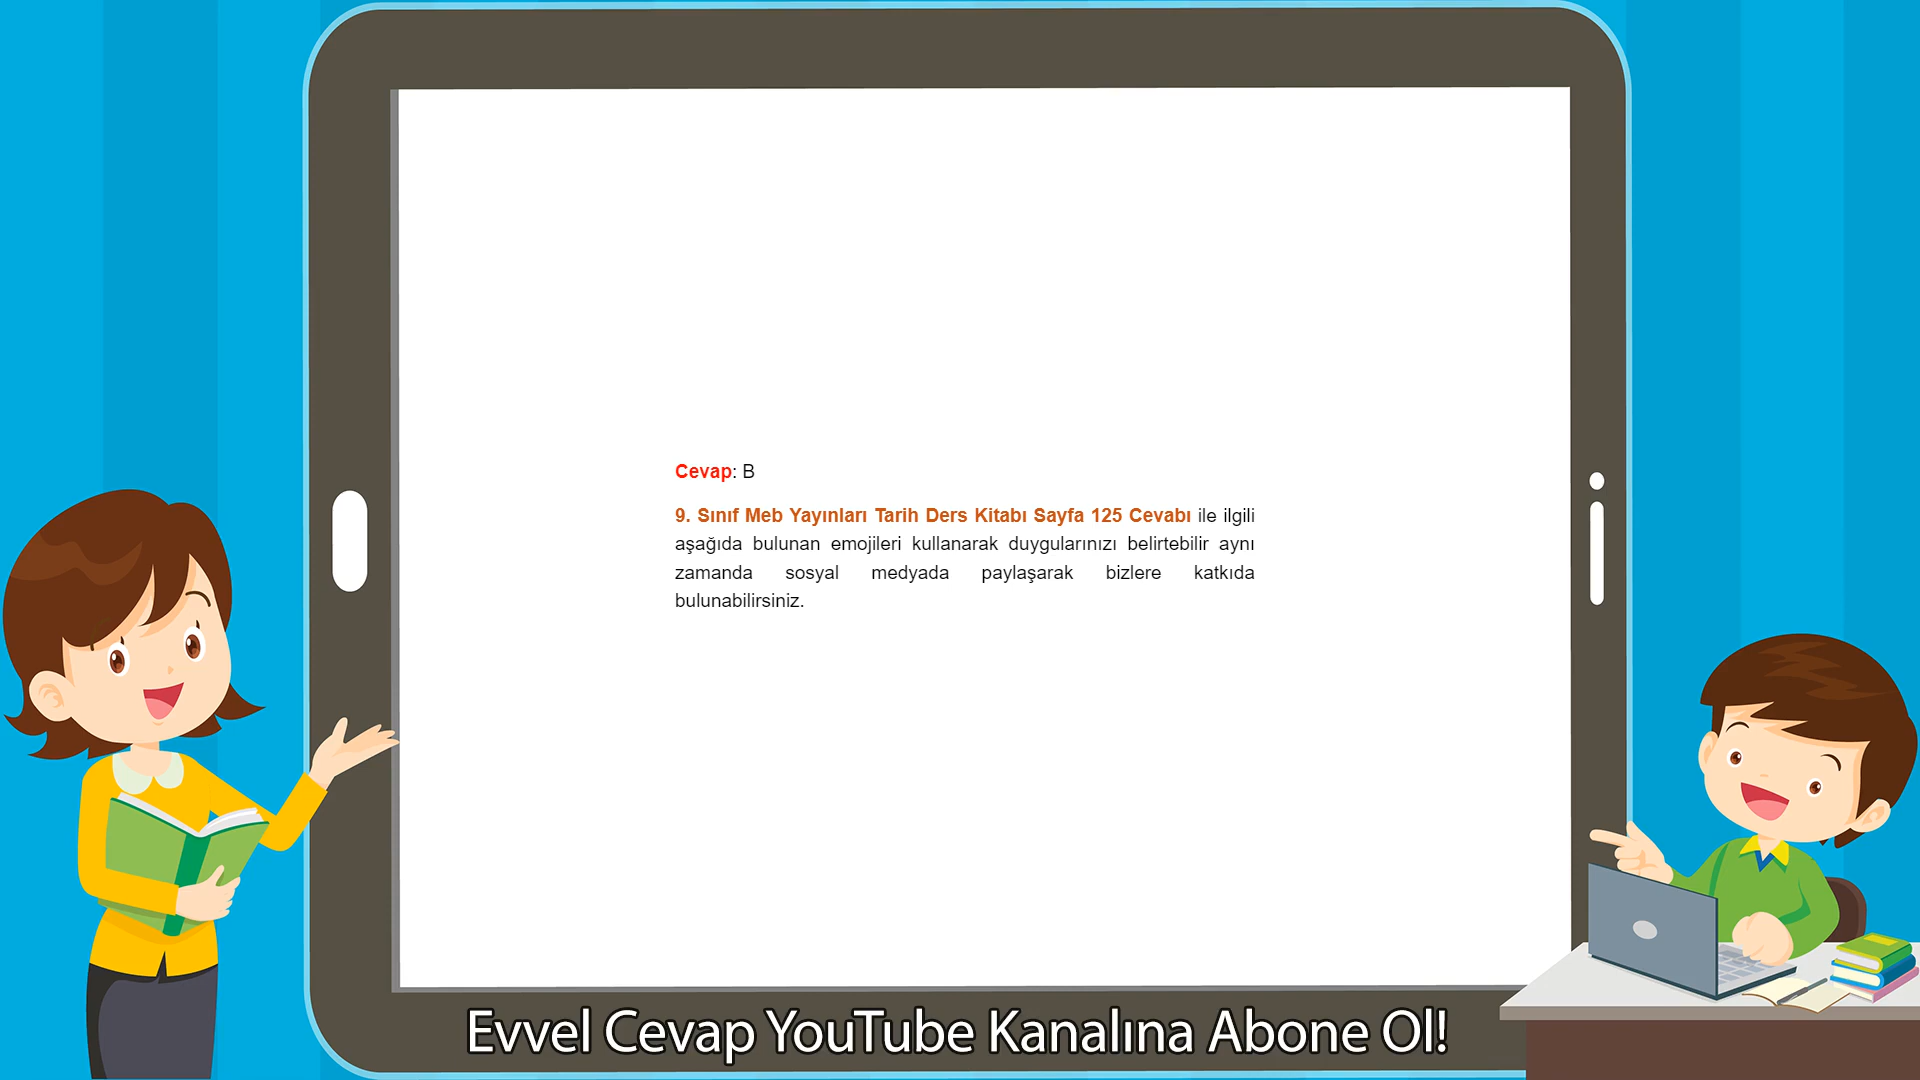 Cevap: B
9. Sınıf Meb Yayınları Tarih Ders Kitabı Sayfa 125 Cevabı ile ilgili
aşağıda bulunan emojileri kullanarak duygularınızı belirtebilir aynı
zamanda sosyal medyada paylaşarak bizlere katkıda
bulunabilirsiniz.
Evvel Cevap YouTube Kanalına Abone Ol!